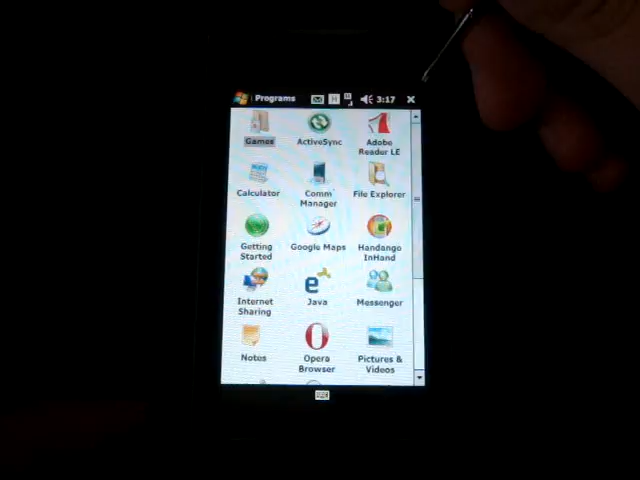 Programs 3:17
Games ActiveSync Adobe
Reader LE
Calculator Comm Manager File Explorer
Getting Started Google Maps Handango InHand
Internet Sharing Java Messenger
Notes Opera Browser Pictures & Videos